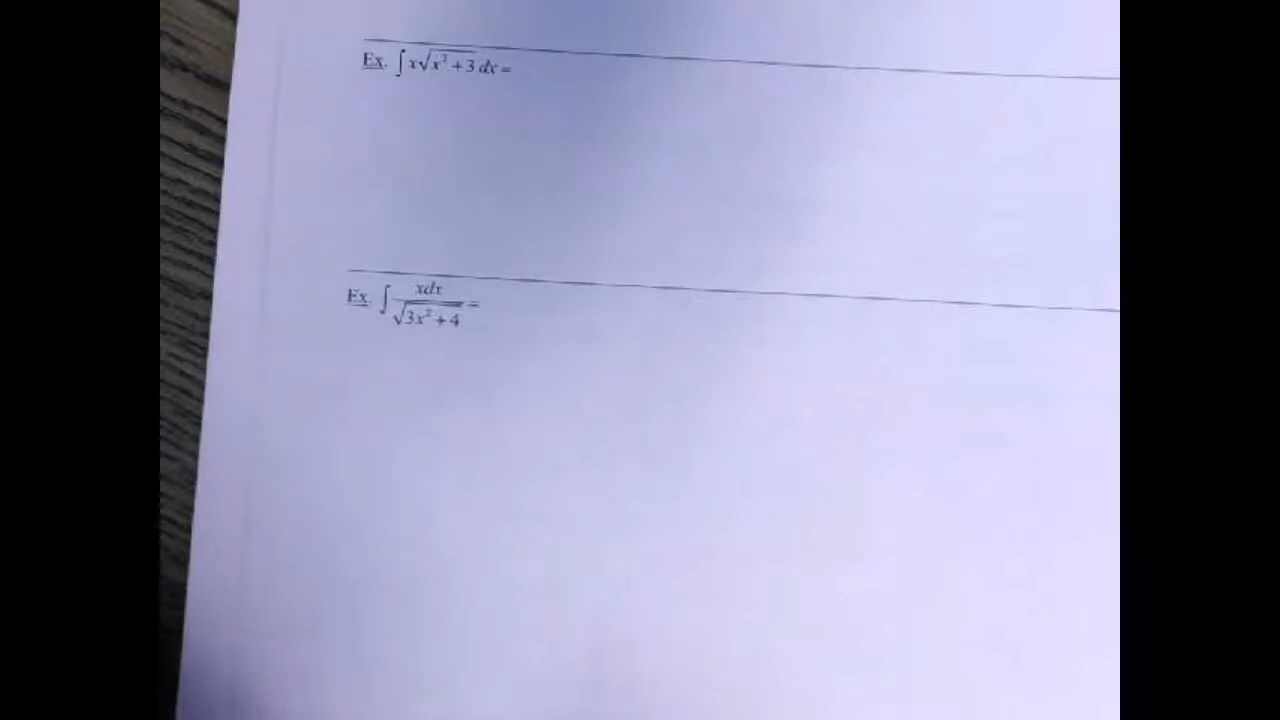 Ex. ∫ x√(x² + 3) dx =
Ex. ∫ xdx / √(3x² + 4) =